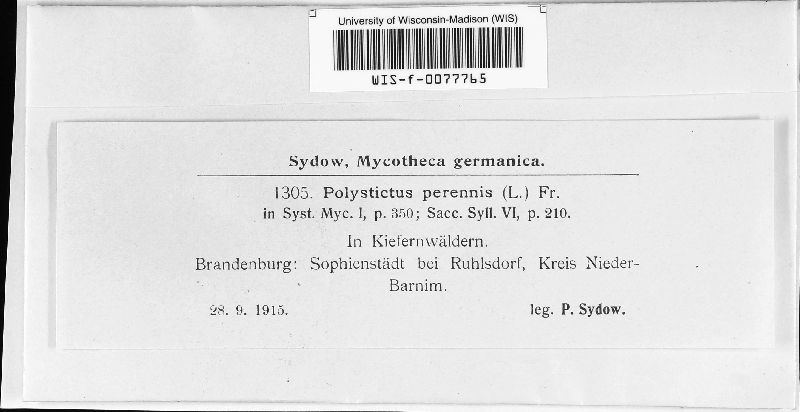 University of Wisconsin-Madison (WIS)
WIS-f-0077765
Sydow, Mycotheca germanica.
1305. Polystictus perennis (L.) Fr.
in Syst. Myc. I, p. 350; Sacc. Syll. VI, p. 210.
In Kiefernwäldern.
Brandenburg: Sophienstädt bei Ruhlsdorf, Kreis Nieder-
Barnim.
28. 9. 1915. leg. P. Sydow.